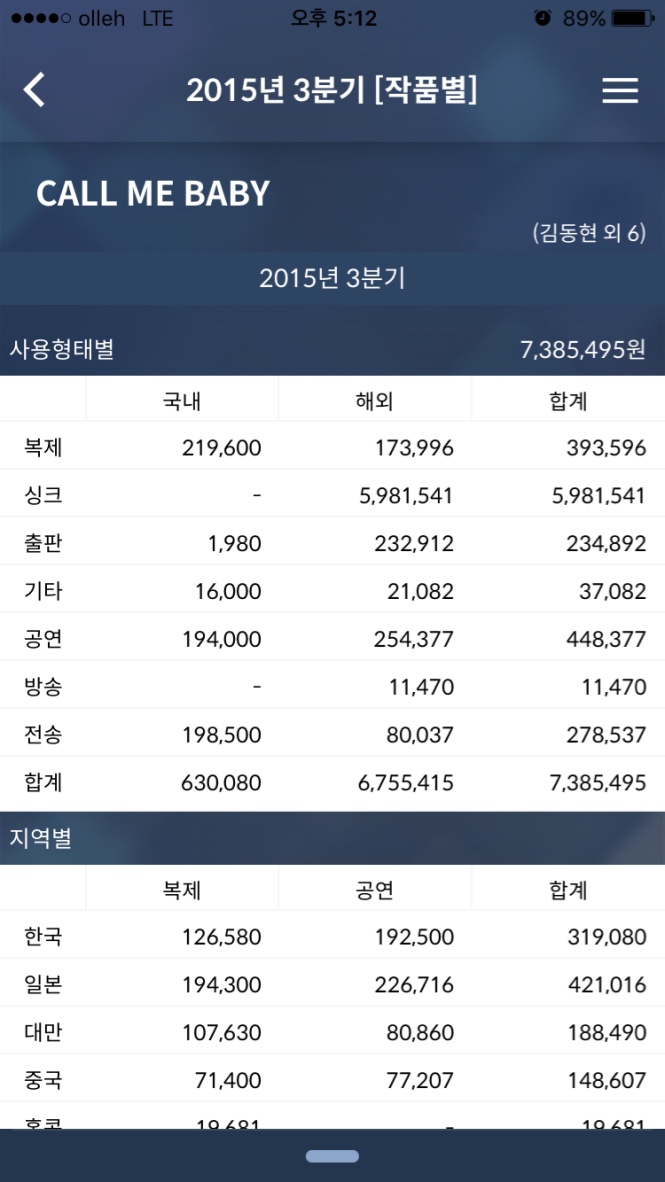 olleh LTE 오후 5:12 89%
2015년 3분기 [작품별]
CALL ME BABY
(김동현 외 6)
2015년 3분기
사용형태별 7,385,495원
국내 해외 합계
복제 219,600 173,996 393,596
싱크 - 5,981,541 5,981,541
출판 1,980 232,912 234,892
기타 16,000 21,082 37,082
공연 194,000 254,377 448,377
방송 - 11,470 11,470
전송 198,500 80,037 278,537
합계 630,080 6,755,415 7,385,495
지역별
복제 공연 합계
한국 126,580 192,500 319,080
일본 194,300 226,716 421,016
대만 107,630 80,860 188,490
중국 71,400 77,207 148,607
홍콩 19,681 - 19,681